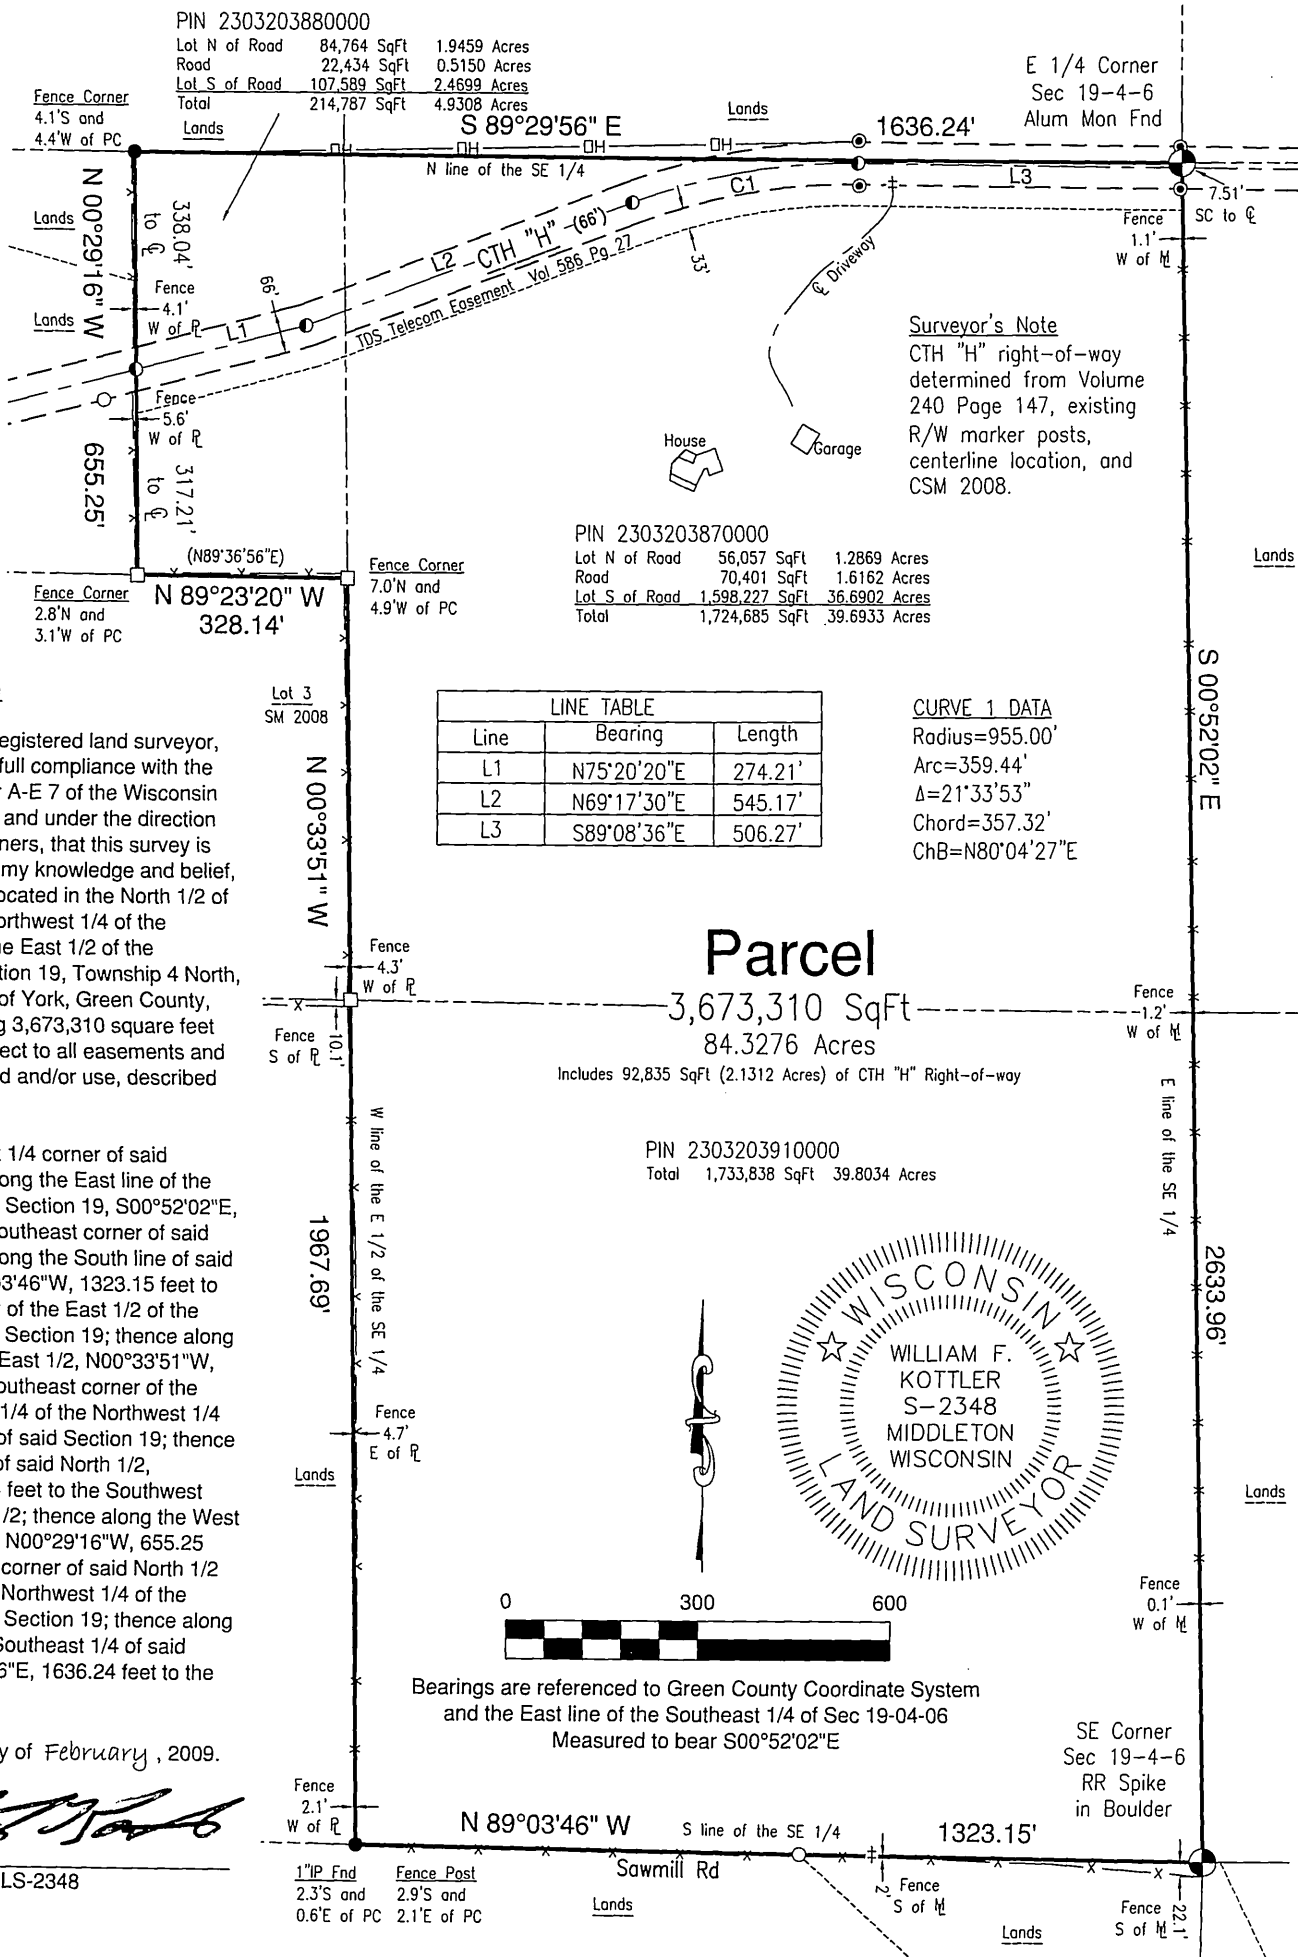 PIN 2303203880000
Lot N of Road 84,764 SqFt 1.9459 Acres
Road 22,434 SqFt 0.5150 Acres
Lot S of Road 107,589 SqFt 2.4699 Acres
Total 214,787 SqFt 4.9308 Acres
E 1/4 Corner
Sec 19-4-6
Alum Mon Fnd
Fence Corner
4.1'S and
4.4'W of PC
Lands
Lands
S 89°29'56" E
1636.24'
N line of the SE 1/4
OH OH OH OH
C1
L3
7.51'
SC to ℄
Fence
1.1'
W of ML
N 00°29'16" W
655.25'
Lands
Lands
338.04'
to ℄
Fence
4.1'
W of PL
66'
L1
L2
CTH "H" (66')
33'
TDS Telecom Easement Vol 586 Pg 27
℄ Driveway
Fence
5.6'
W of PL
317.21'
to ℄
Surveyor's Note
CTH "H" right-of-way
determined from Volume
240 Page 147, existing
R/W marker posts,
centerline location, and
CSM 2008.
House
Garage
PIN 2303203870000
Lot N of Road 56,057 SqFt 1.2869 Acres
Road 70,401 SqFt 1.6162 Acres
Lot S of Road 1,598,227 SqFt 36.6902 Acres
Total 1,724,685 SqFt 39.6933 Acres
Lands
(N89°36'56"E)
N 89°23'20" W
328.14'
Fence Corner
2.8'N and
3.1'W of PC
Fence Corner
7.0'N and
4.9'W of PC
Lot 3
SM 2008
N 00°33'51" W
1967.69'
S 00°52'02" E
2633.96'
LINE TABLE
Line Bearing Length
L1 N75°20'20"E 274.21'
L2 N69°17'30"E 545.17'
L3 S89°08'36"E 506.27'
CURVE 1 DATA
Radius=955.00'
Arc=359.44'
Δ=21°33'53"
Chord=357.32'
ChB=N80°04'27"E
egistered land surveyor,
full compliance with the
r A-E 7 of the Wisconsin
and under the direction
ners, that this survey is
my knowledge and belief,
ocated in the North 1/2 of
orthwest 1/4 of the
e East 1/2 of the
tion 19, Township 4 North,
of York, Green County,
g 3,673,310 square feet
ect to all easements and
d and/or use, described
Fence
4.3'
W of PL
Fence
S of PL
10.1'
Parcel
3,673,310 SqFt
84.3276 Acres
Includes 92,835 SqFt (2.1312 Acres) of CTH "H" Right-of-way
Fence
1.2'
W of ML
W line of the E 1/2 of the SE 1/4
E line of the SE 1/4
PIN 2303203910000
Total 1,733,838 SqFt 39.8034 Acres
1/4 corner of said
ong the East line of the
Section 19, S00°52'02"E,
outheast corner of said
ong the South line of said
3'46"W, 1323.15 feet to
of the East 1/2 of the
Section 19; thence along
East 1/2, N00°33'51"W,
outheast corner of the
1/4 of the Northwest 1/4
of said Section 19; thence
of said North 1/2,
feet to the Southwest
/2; thence along the West
N00°29'16"W, 655.25
corner of said North 1/2
Northwest 1/4 of the
Section 19; thence along
Southeast 1/4 of said
6"E, 1636.24 feet to the
Fence
4.7'
E of PL
Lands
WISCONSIN
WILLIAM F.
KOTTLER
S-2348
MIDDLETON
WISCONSIN
LAND SURVEYOR
Lands
Fence
0.1'
W of ML
0 300 600
Bearings are referenced to Green County Coordinate System
and the East line of the Southeast 1/4 of Sec 19-04-06
Measured to bear S00°52'02"E
y of February, 2009.
LS-2348
SE Corner
Sec 19-4-6
RR Spike
in Boulder
Fence
2.1'
W of PL
N 89°03'46" W
S line of the SE 1/4
1323.15'
Sawmill Rd
1"IP Fnd
2.3'S and
0.6'E of PC
Fence Post
2.9'S and
2.1'E of PC
Lands
2'
Fence
S of ML
Lands
Fence
S of ML
22.1'